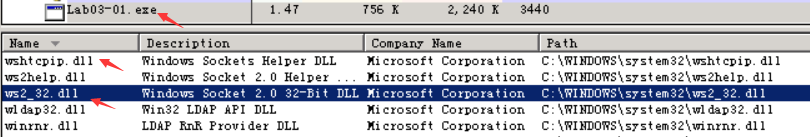 Lab03-01.exe 1.47 756 K 2,240 K 3440
Name Description Company Name Path
wshtcpip.dll Windows Sockets Helper DLL Microsoft Corporation C:\WINDOWS\system32\wshtcpip.dll
ws2help.dll Windows Socket 2.0 Helper ... Microsoft Corporation C:\WINDOWS\system32\ws2help.dll
ws2_32.dll Windows Socket 2.0 32-Bit DLL Microsoft Corporation C:\WINDOWS\system32\ws2_32.dll
wldap32.dll Win32 LDAP API DLL Microsoft Corporation C:\WINDOWS\system32\wldap32.dll
winrnr.dll LDAP RnR Provider DLL Microsoft Corporation C:\WINDOWS\system32\winrnr.dll